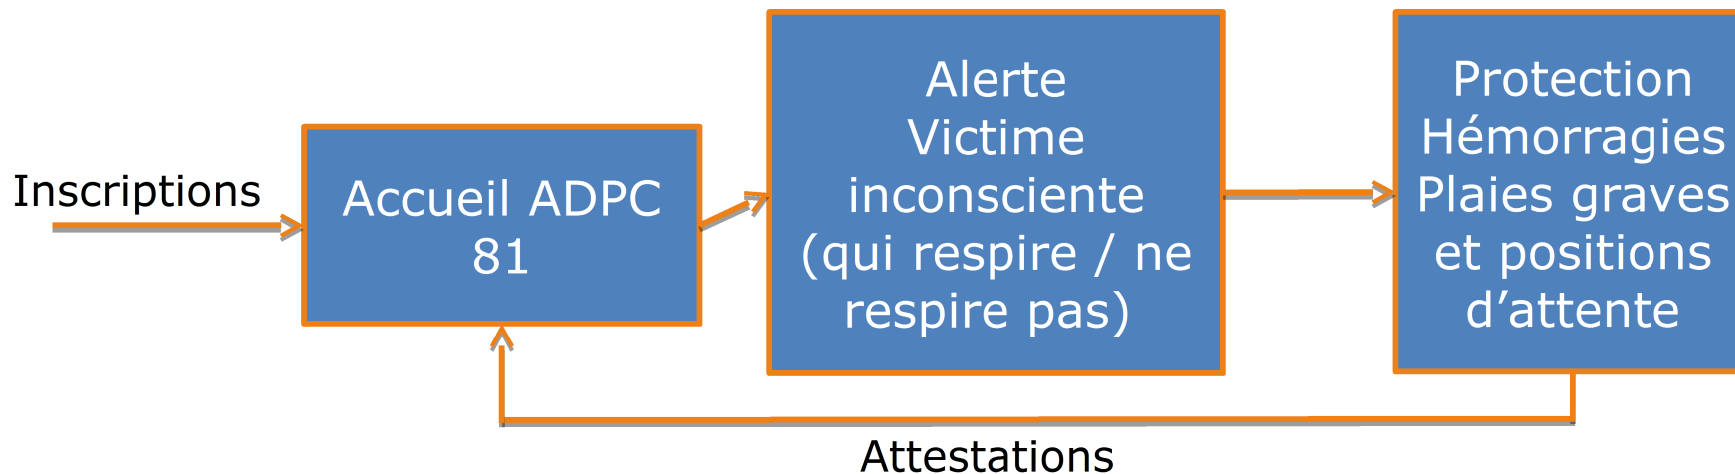 Inscriptions
Accueil ADPC
81
Alerte
Victime
inconsciente
(qui respire / ne
respire pas)
Protection
Hémorragies
Plaies graves
et positions
d’attente
Attestations